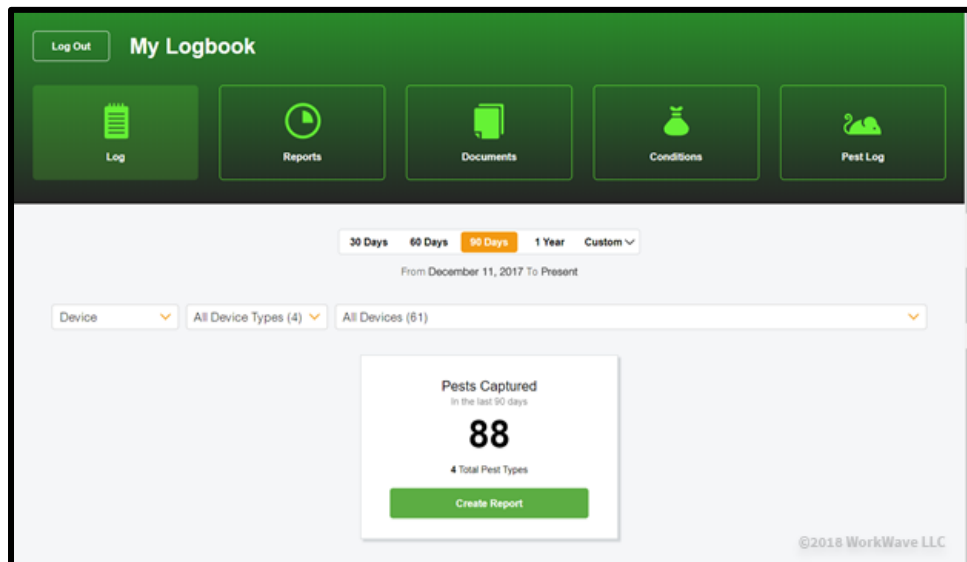 Log Out My Logbook
Log Reports Documents Conditions Pest Log
30 Days 60 Days 90 Days 1 Year Custom
From December 11, 2017 To Present
Device All Device Types (4) All Devices (61)
Pests Captured
In the last 90 days
88
4 Total Pest Types
Create Report
©2018 WorkWave LLC